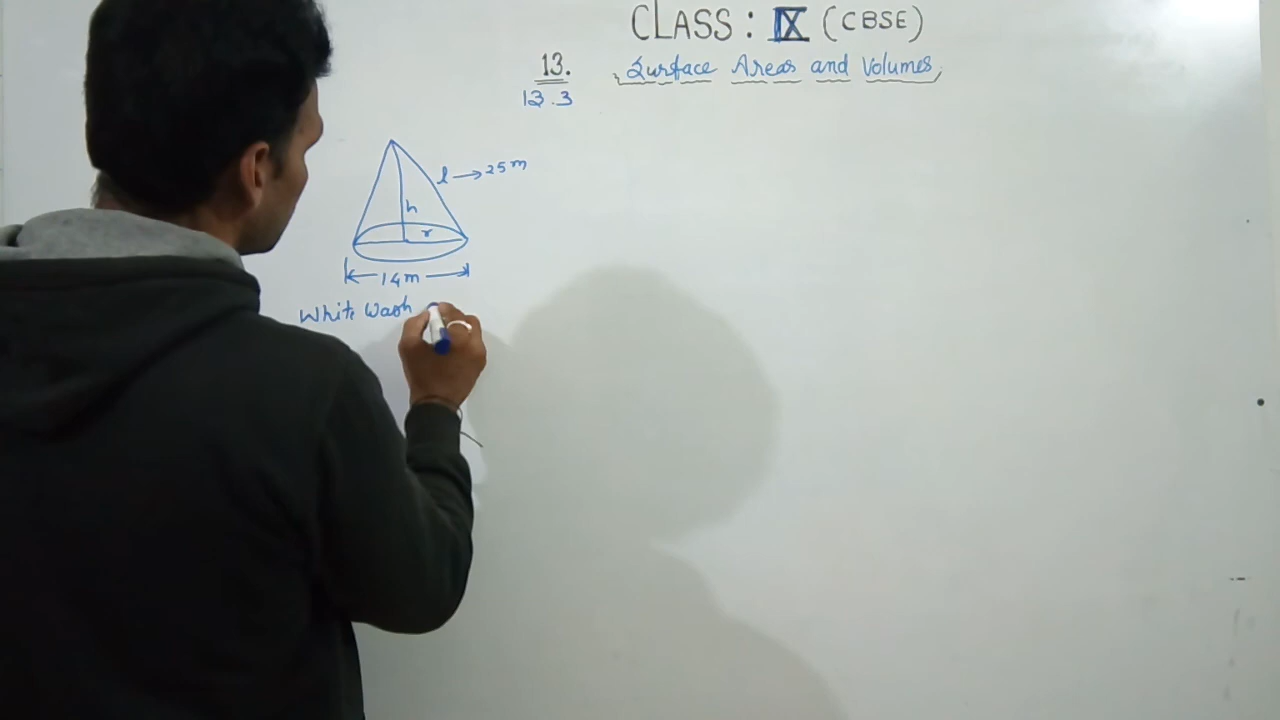 CLASS : IX (CBSE)
13. Surface Areas and Volumes
13.3
l → 25 m
h
r
14 m
White Wash